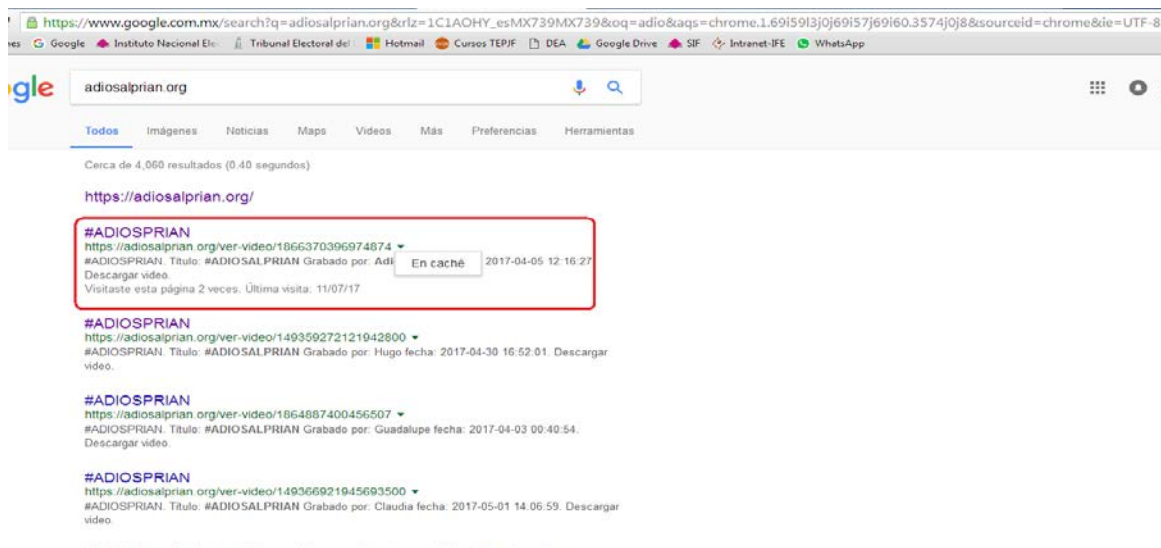 https://www.google.com.mx/search?q=adiosalprian.org&rlz=1C1AOHY_esMX739MX739&oq=adio&aqs=chrome.1.69i59l3j0j69i57j69i60.3574j0j8&sourceid=chrome&ie=UTF-8
Google Instituto Nacional Ele Tribunal Electoral del Hotmail Cursos TEPJF DEA Google Drive SIF Intranet-IFE WhatsApp
ogle adiosalprian.org
Todos Imágenes Noticias Maps Videos Más Preferencias Herramientas
Cerca de 4,060 resultados (0.40 segundos)
https://adiosalprian.org/
#ADIOSPRIAN
https://adiosalprian.org/ver-video/1866370396974874
#ADIOSPRIAN. Título: #ADIOSALPRIAN Grabado por: Adi En caché 2017-04-05 12:16:27.
Descargar video.
Visitaste esta página 2 veces. Última visita: 11/07/17
#ADIOSPRIAN
https://adiosalprian.org/ver-video/149359272121942800
#ADIOSPRIAN. Título: #ADIOSALPRIAN Grabado por: Hugo fecha: 2017-04-30 16:52:01. Descargar
video.
#ADIOSPRIAN
https://adiosalprian.org/ver-video/1864887400456507
#ADIOSPRIAN. Título: #ADIOSALPRIAN Grabado por: Guadalupe fecha: 2017-04-03 00:40:54.
Descargar video.
#ADIOSPRIAN
https://adiosalprian.org/ver-video/149366921945693500
#ADIOSPRIAN. Título: #ADIOSALPRIAN Grabado por: Claudia fecha: 2017-05-01 14:06:59. Descargar
video.